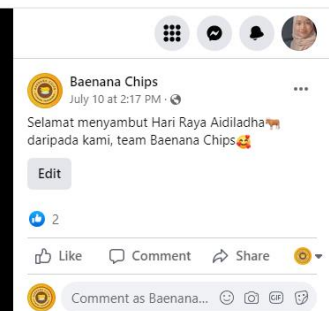 Baenana Chips
July 10 at 2:17 PM ·
Selamat menyambut Hari Raya Aidiladha🐂
daripada kami, team Baenana Chips🥰
Edit
2
Like Comment Share
Comment as Baenana... GIF